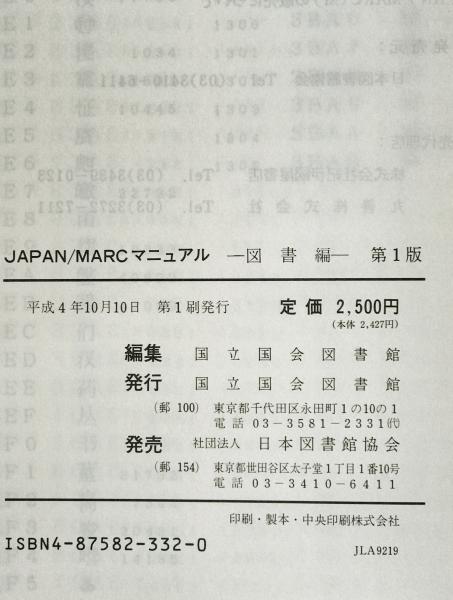 JAPAN/MARCマニュアル ―図書編― 第1版
平成4年10月10日 第1刷発行 定価 2,500円
(本体 2,427円)
編集 国立国会図書館
発行 国立国会図書館
(郵 100) 東京都千代田区永田町1の10の1
電話 03-3581-2331㈹
発売 社団法人 日本図書館協会
(郵 154) 東京都世田谷区太子堂1丁目1番10号
電話 03-3410-6411
印刷・製本・中央印刷株式会社
ISBN4-87582-332-0
JLA9219